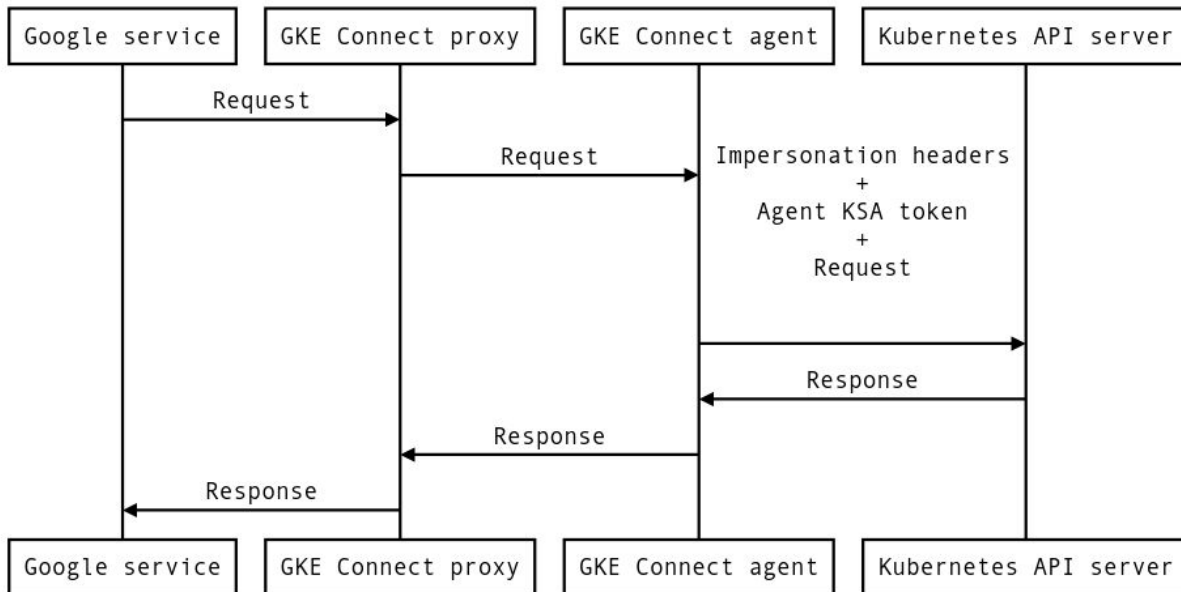 Google service
GKE Connect proxy
GKE Connect agent
Kubernetes API server
Request
Request
Impersonation headers
+
Agent KSA token
+
Request
Response
Response
Response
Google service
GKE Connect proxy
GKE Connect agent
Kubernetes API server